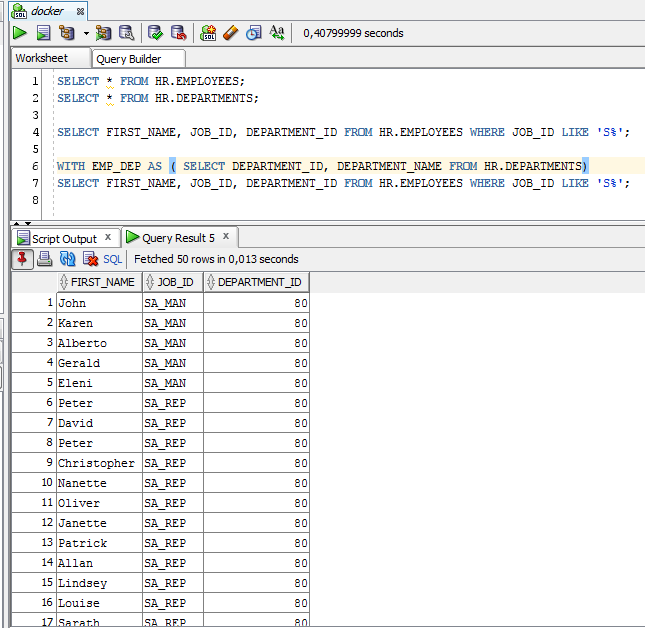 docker
0,40799999 seconds
Worksheet Query Builder
1 SELECT * FROM HR.EMPLOYEES;
2 SELECT * FROM HR.DEPARTMENTS;
3
4 SELECT FIRST_NAME, JOB_ID, DEPARTMENT_ID FROM HR.EMPLOYEES WHERE JOB_ID LIKE 'S%';
5
6 WITH EMP_DEP AS ( SELECT DEPARTMENT_ID, DEPARTMENT_NAME FROM HR.DEPARTMENTS)
7 SELECT FIRST_NAME, JOB_ID, DEPARTMENT_ID FROM HR.EMPLOYEES WHERE JOB_ID LIKE 'S%';
8
Script Output x Query Result 5 x
SQL Fetched 50 rows in 0,013 seconds
FIRST_NAME JOB_ID DEPARTMENT_ID
1 John SA_MAN 80
2 Karen SA_MAN 80
3 Alberto SA_MAN 80
4 Gerald SA_MAN 80
5 Eleni SA_MAN 80
6 Peter SA_REP 80
7 David SA_REP 80
8 Peter SA_REP 80
9 Christopher SA_REP 80
10 Nanette SA_REP 80
11 Oliver SA_REP 80
12 Janette SA_REP 80
13 Patrick SA_REP 80
14 Allan SA_REP 80
15 Lindsey SA_REP 80
16 Louise SA_REP 80
17 Sarath SA_REP 80